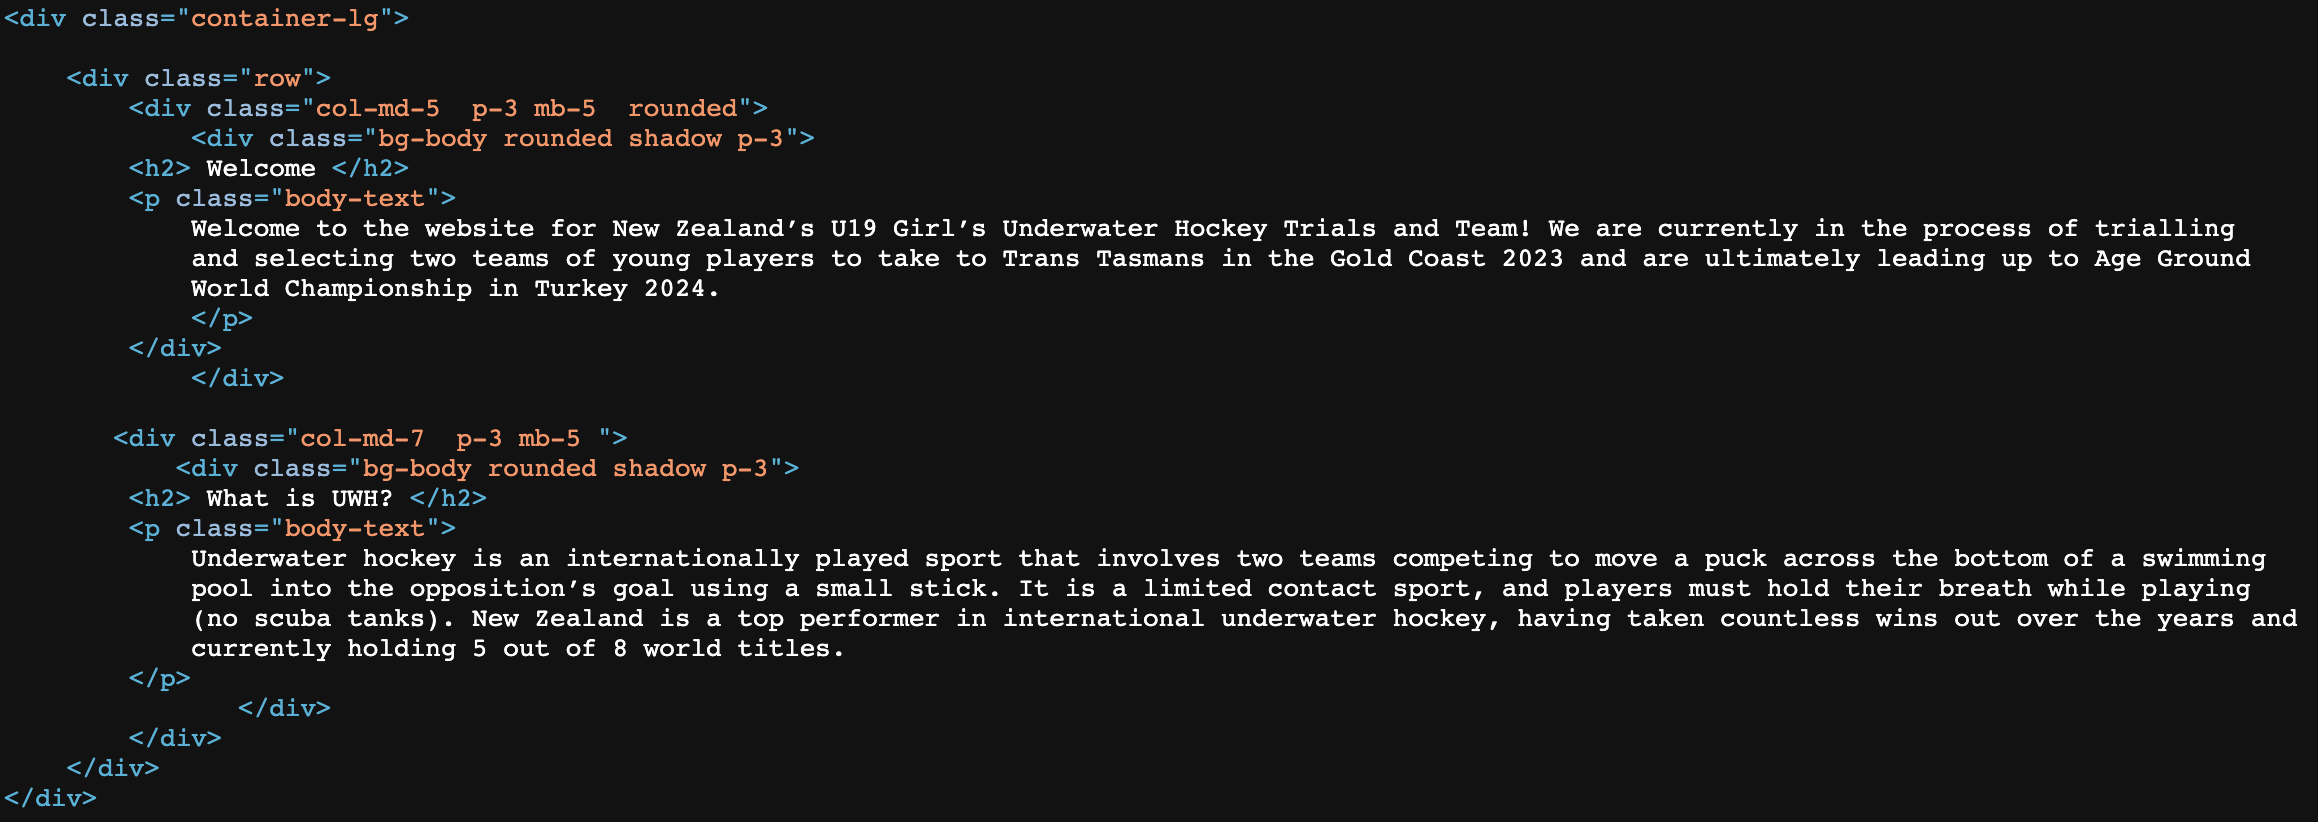 <div class="container-lg">
<div class="row">
<div class="col-md-5  p-3 mb-5  rounded">
<div class="bg-body rounded shadow p-3">
<h2> Welcome </h2>
<p class="body-text">
Welcome to the website for New Zealand’s U19 Girl’s Underwater Hockey Trials and Team! We are currently in the process of trialling
and selecting two teams of young players to take to Trans Tasmans in the Gold Coast 2023 and are ultimately leading up to Age Ground
World Championship in Turkey 2024.
</p>
</div>
</div>
<div class="col-md-7  p-3 mb-5 ">
<div class="bg-body rounded shadow p-3">
<h2> What is UWH? </h2>
<p class="body-text">
Underwater hockey is an internationally played sport that involves two teams competing to move a puck across the bottom of a swimming
pool into the opposition’s goal using a small stick. It is a limited contact sport, and players must hold their breath while playing
(no scuba tanks). New Zealand is a top performer in international underwater hockey, having taken countless wins out over the years and
currently holding 5 out of 8 world titles.
</p>
</div>
</div>
</div>
</div>